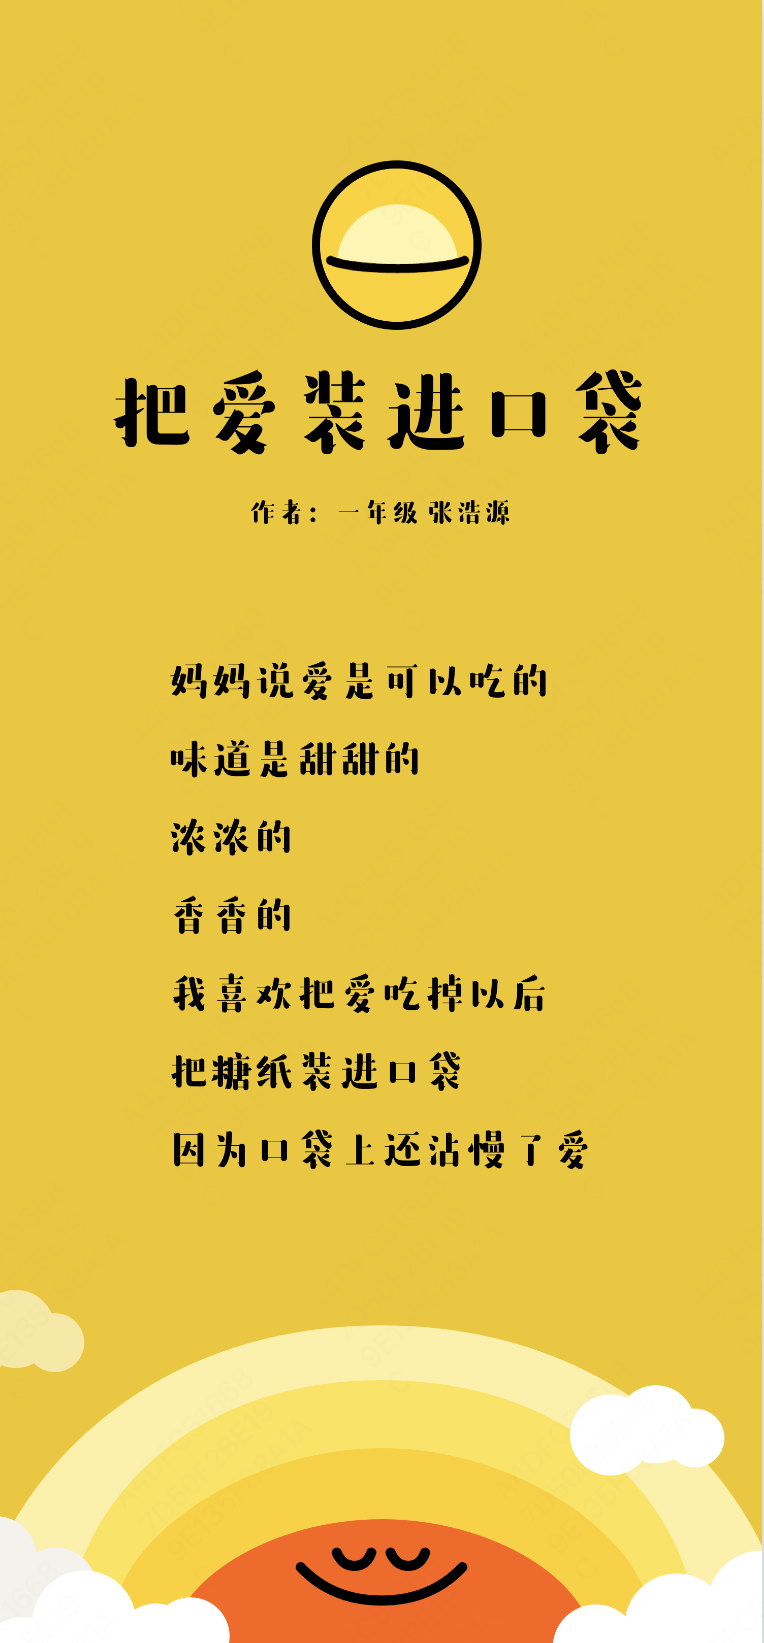 把爱装进口袋
作者：一年级 张浩源
妈妈说爱是可以吃的
味道是甜甜的
浓浓的
香香的
我喜欢把爱吃掉以后
把糖纸装进口袋
因为口袋上还沾慢了爱